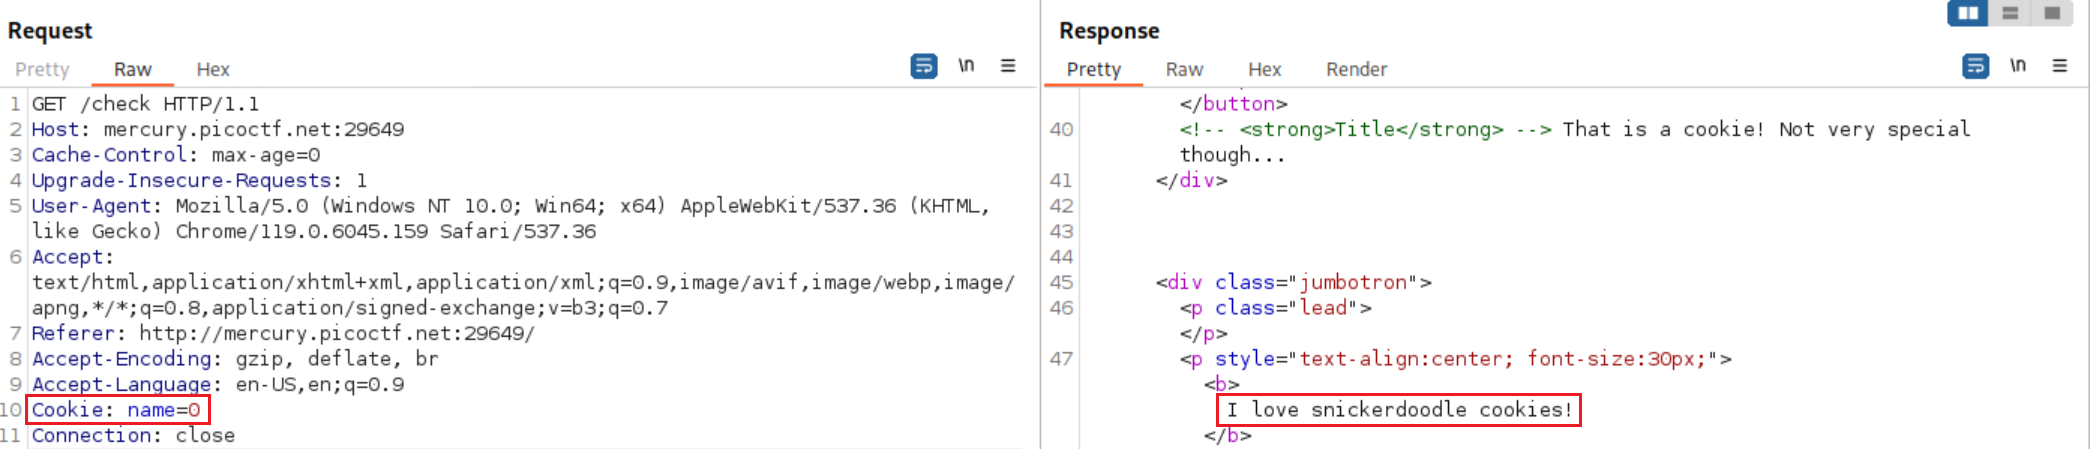 Request
Pretty Raw Hex
\n
1 GET /check HTTP/1.1
2 Host: mercury.picoctf.net:29649
3 Cache-Control: max-age=0
4 Upgrade-Insecure-Requests: 1
5 User-Agent: Mozilla/5.0 (Windows NT 10.0; Win64; x64) AppleWebKit/537.36 (KHTML,
like Gecko) Chrome/119.0.6045.159 Safari/537.36
6 Accept:
text/html,application/xhtml+xml,application/xml;q=0.9,image/avif,image/webp,image/
apng,*/*;q=0.8,application/signed-exchange;v=b3;q=0.7
7 Referer: http://mercury.picoctf.net:29649/
8 Accept-Encoding: gzip, deflate, br
9 Accept-Language: en-US,en;q=0.9
10 Cookie: name=0
11 Connection: close
Response
Pretty Raw Hex Render
\n
</button>
40 <!-- <strong>Title</strong> --> That is a cookie! Not very special
though...
41 </div>
42
43
44
45 <div class="jumbotron">
46 <p class="lead">
</p>
47 <p style="text-align:center; font-size:30px;">
<b>
I love snickerdoodle cookies!
</b>